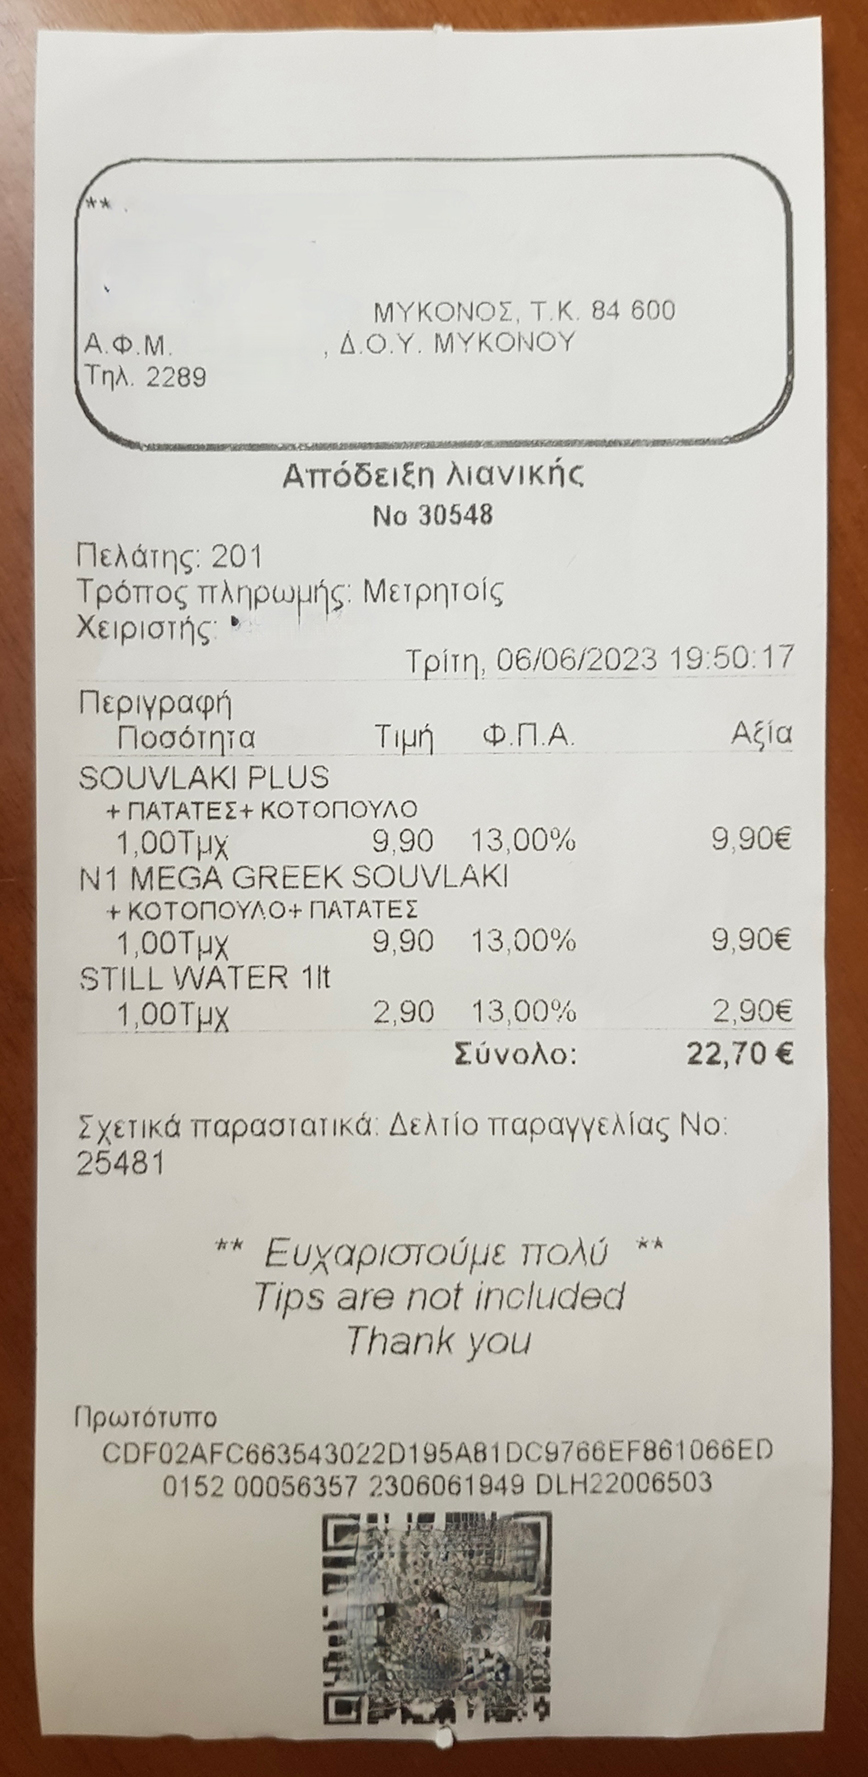 **
ΜΥΚΟΝΟΣ, Τ.Κ. 84 600
Α.Φ.Μ. , Δ.Ο.Υ. ΜΥΚΟΝΟΥ
Τηλ. 2289
Απόδειξη λιανικής
No 30548
Πελάτης: 201
Τρόπος πληρωμής: Μετρητοίς
Χειριστής:
Τρίτη, 06/06/2023 19:50:17
Περιγραφή
Ποσότητα Τιμή Φ.Π.Α. Αξία
SOUVLAKI PLUS
+ ΠΑΤΑΤΕΣ+ ΚΟΤΟΠΟΥΛΟ
1,00Τμχ 9,90 13,00% 9,90€
N1 MEGA GREEK SOUVLAKI
+ ΚΟΤΟΠΟΥΛΟ+ ΠΑΤΑΤΕΣ
1,00Τμχ 9,90 13,00% 9,90€
STILL WATER 1lt
1,00Τμχ 2,90 13,00% 2,90€
Σύνολο: 22,70 €
Σχετικά παραστατικά: Δελτίο παραγγελίας No:
25481
** Ευχαριστούμε πολύ **
Tips are not included
Thank you
Πρωτότυπο
CDF02AFC663543022D195A81DC9766EF861066ED
0152 00056357 2306061949 DLH22006503